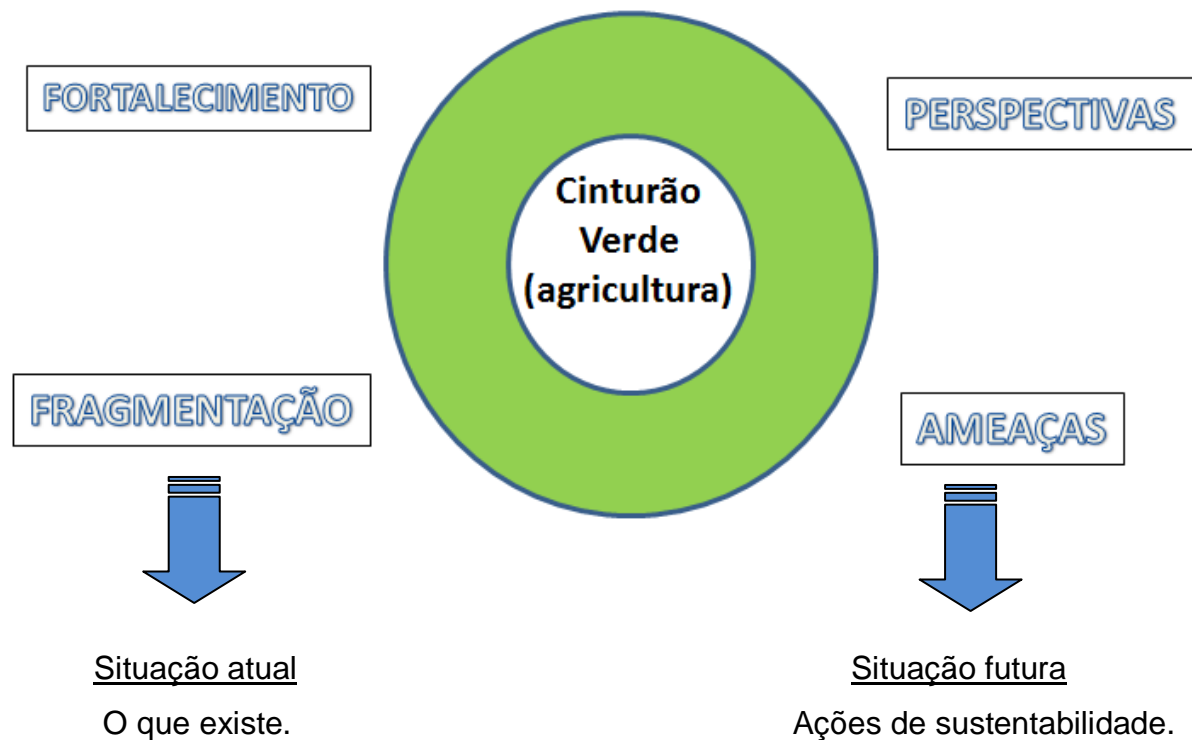 FORTALECIMENTO
PERSPECTIVAS
Cinturão
Verde
(agricultura)
FRAGMENTAÇÃO
AMEAÇAS
Situação atual
Situação futura
O que existe.
Ações de sustentabilidade.